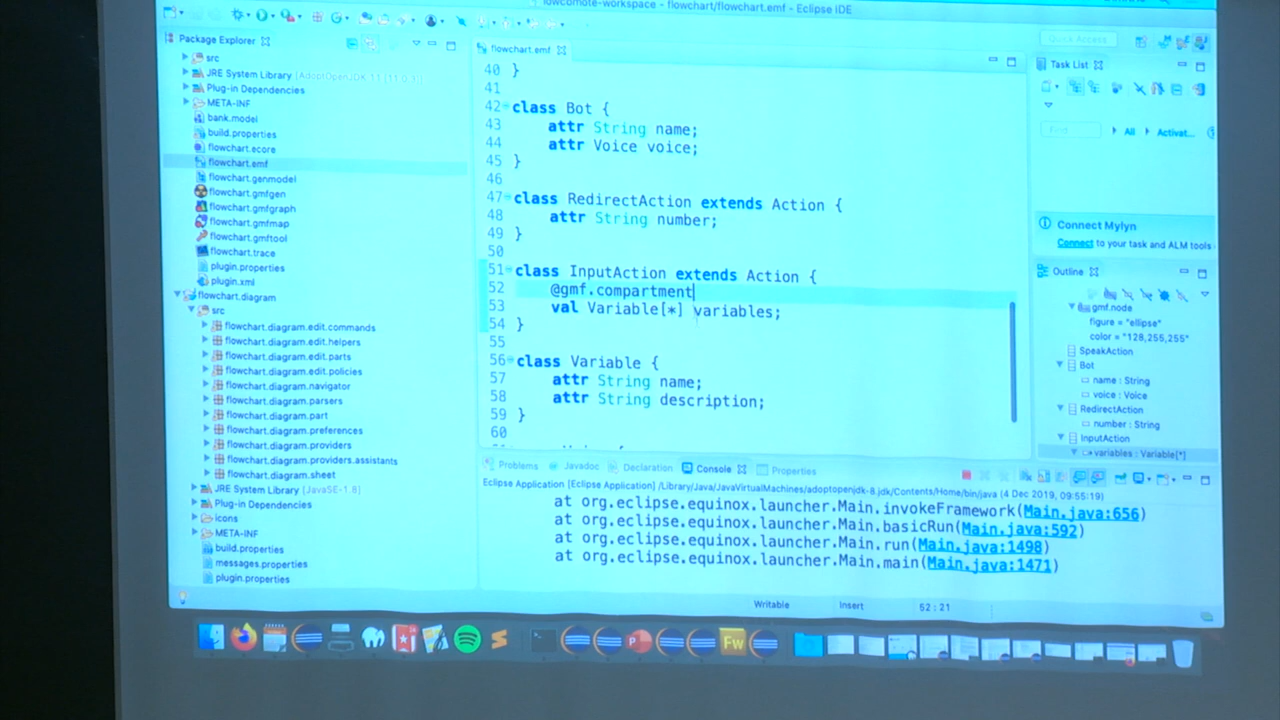 lowcomote-workspace - flowchart/flowchart.emf - Eclipse IDE
Quick Access
Package Explorer
src
JRE System Library [AdoptOpenJDK 11 [11.0.1]
Plug-in Dependencies
META-INF
bank.model
build.properties
flowchart.ecore
flowchart.emf
flowchart.genmodel
flowchart.gmfgen
flowchart.gmfgraph
flowchart.gmfmap
flowchart.gmftool
flowchart.trace
plugin.properties
plugin.xml
flowchart.diagram
src
flowchart.diagram.edit.commands
flowchart.diagram.edit.helpers
flowchart.diagram.edit.parts
flowchart.diagram.edit.policies
flowchart.diagram.navigator
flowchart.diagram.parsers
flowchart.diagram.part
flowchart.diagram.preferences
flowchart.diagram.providers
flowchart.diagram.providers.assistants
flowchart.diagram.sheet
JRE System Library [JavaSE-1.8]
Plug-in Dependencies
icons
META-INF
build.properties
messages.properties
plugin.properties
flowchart.emf
40 }
41
42 class Bot {
43 attr String name;
44 attr Voice voice;
45 }
46
47 class RedirectAction extends Action {
48 attr String number;
49 }
50
51 class InputAction extends Action {
52 @gmf.compartment
53 val Variable[*] variables;
54 }
55
56 class Variable {
57 attr String name;
58 attr String description;
59 }
60
Task List
Find All Activat...
Connect Mylyn
Connect to your task and ALM tools
Outline
gmf.node
figure = "ellipse"
color = "128,255,255"
SpeakAction
Bot
name : String
voice : Voice
RedirectAction
number : String
InputAction
variables : Variable[*]
Problems Javadoc Declaration Console Properties
Eclipse Application [Eclipse Application] /Library/Java/JavaVirtualMachines/adoptopenjdk-8.jdk/Contents/Home/bin/java (4 Dec 2019, 09:55:19)
at org.eclipse.equinox.launcher.Main.invokeFramework(Main.java:656)
at org.eclipse.equinox.launcher.Main.basicRun(Main.java:592)
at org.eclipse.equinox.launcher.Main.run(Main.java:1498)
at org.eclipse.equinox.launcher.Main.main(Main.java:1471)
Writable Insert 52 : 21
Fw